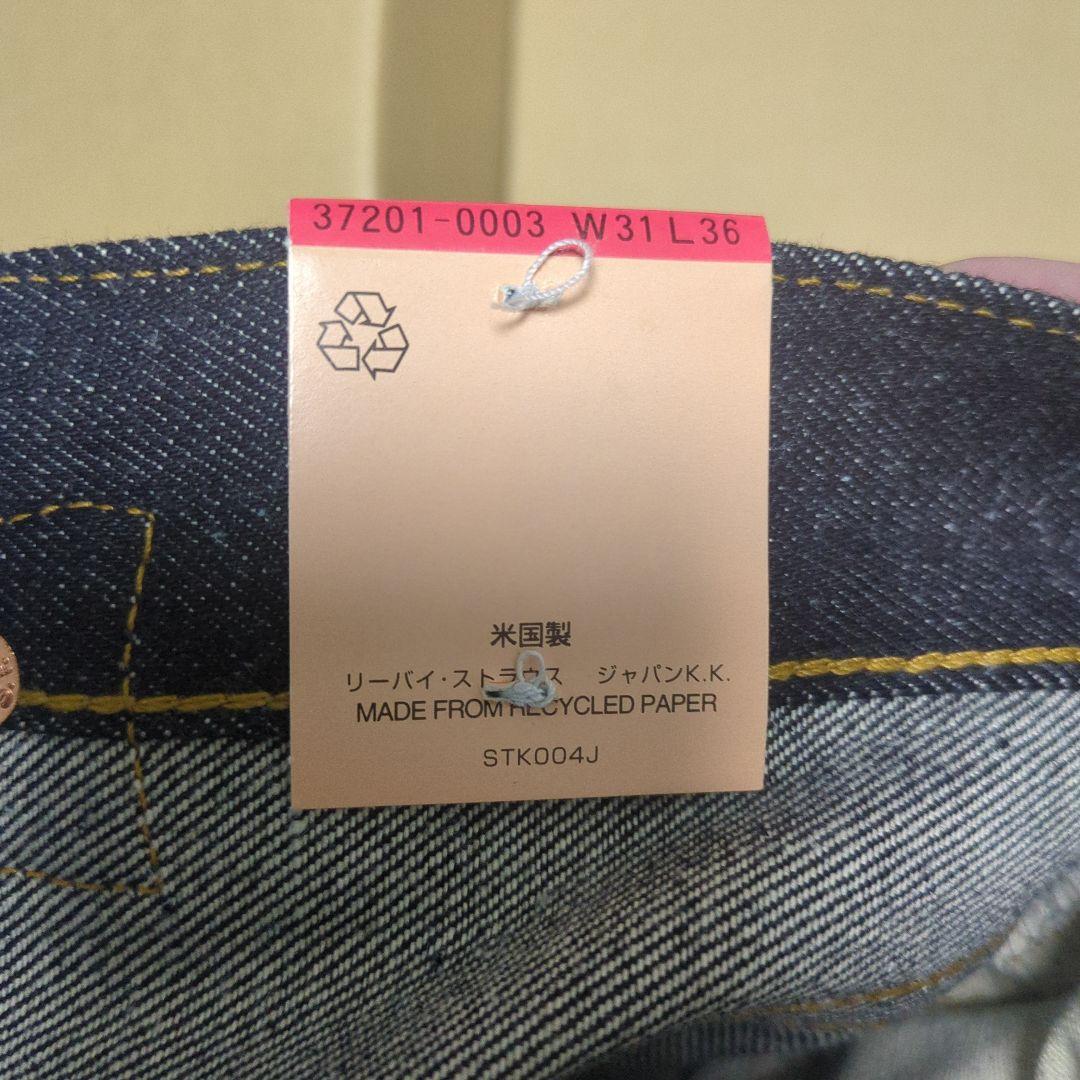 37201-0003 W31 L36
米国製
リーバイ・ストラウス ジャパンK.K.
MADE FROM RECYCLED PAPER
STK004J